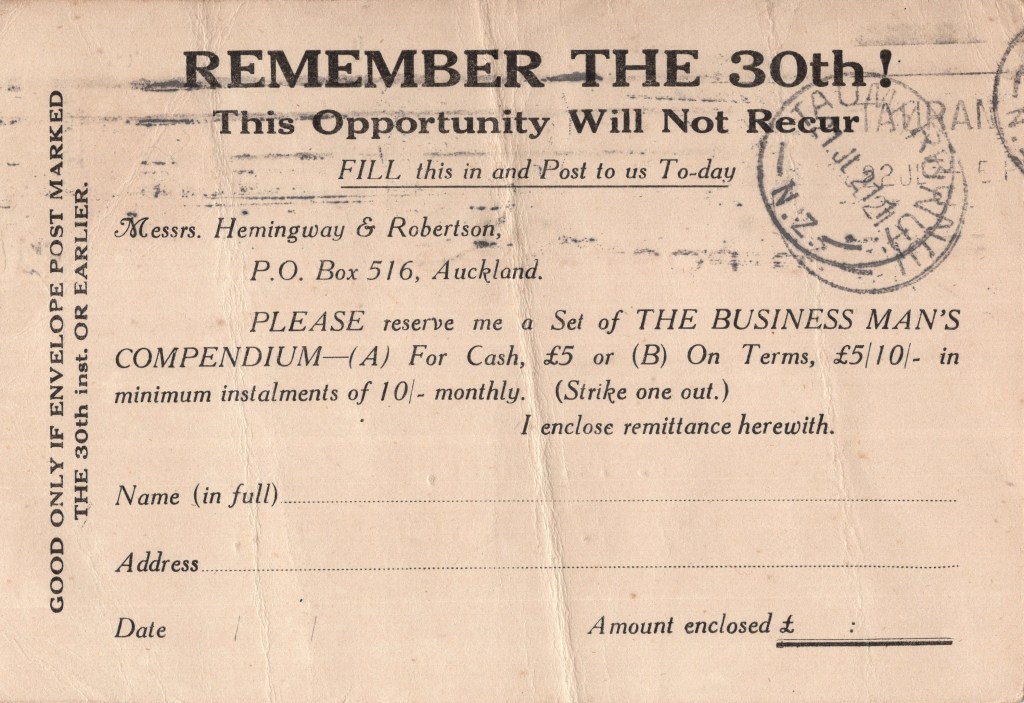 REMEMBER THE 30th!
This Opportunity Will Not Recur
FILL this in and Post to us To-day
GOOD ONLY IF ENVELOPE POST MARKED
THE 30th inst. OR EARLIER.
Messrs. Hemingway & Robertson,
P.O. Box 516, Auckland.
PLEASE reserve me a Set of THE BUSINESS MAN'S
COMPENDIUM—(A) For Cash, £5 or (B) On Terms, £5/10/- in
minimum instalments of 10/- monthly. (Strike one out.)
I enclose remittance herewith.
Name (in full)
Address
Date / /
Amount enclosed £ :
N.Z.